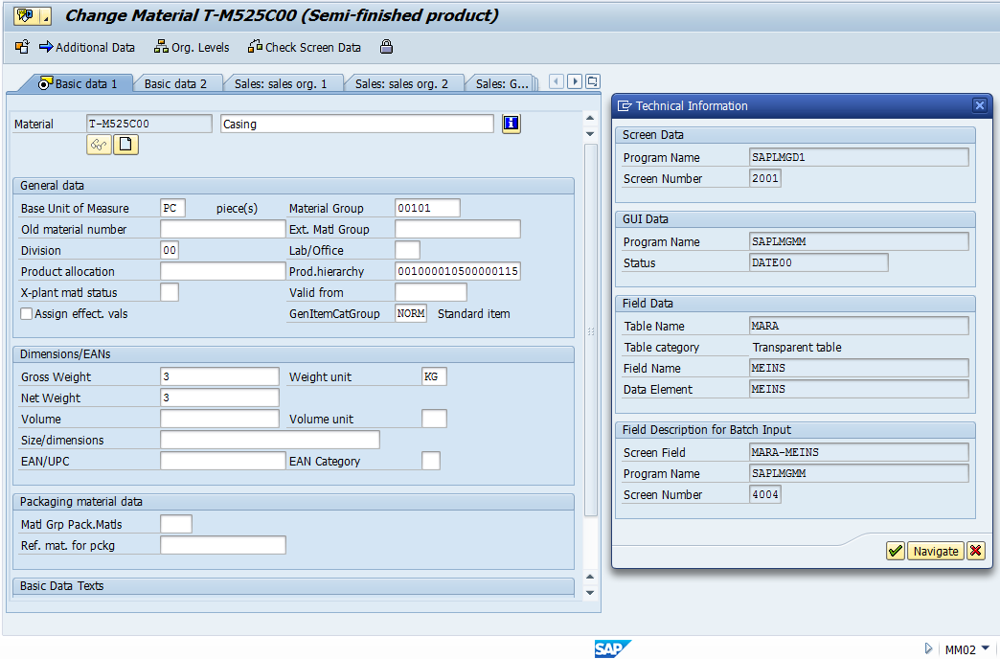 Change Material T-M525C00 (Semi-finished product)
Additional Data Org. Levels Check Screen Data
Basic data 1 Basic data 2 Sales: sales org. 1 Sales: sales org. 2 Sales: G...
Material T-M525C00 Casing
General data
Base Unit of Measure PC piece(s) Material Group 00101
Old material number Ext. Matl Group
Division 00 Lab/Office
Product allocation Prod.hierarchy 001000010500000115
X-plant matl status Valid from
Assign effect. vals GenItemCatGroup NORM Standard item
Dimensions/EANs
Gross Weight 3 Weight unit KG
Net Weight 3
Volume Volume unit
Size/dimensions
EAN/UPC EAN Category
Packaging material data
Matl Grp Pack.Matls
Ref. mat. for pckg
Basic Data Texts
Technical Information
Screen Data
Program Name SAPLMGD1
Screen Number 2001
GUI Data
Program Name SAPLMGMM
Status DATE00
Field Data
Table Name MARA
Table category Transparent table
Field Name MEINS
Data Element MEINS
Field Description for Batch Input
Screen Field MARA-MEINS
Program Name SAPLMGMM
Screen Number 4004
Navigate
SAP MM02